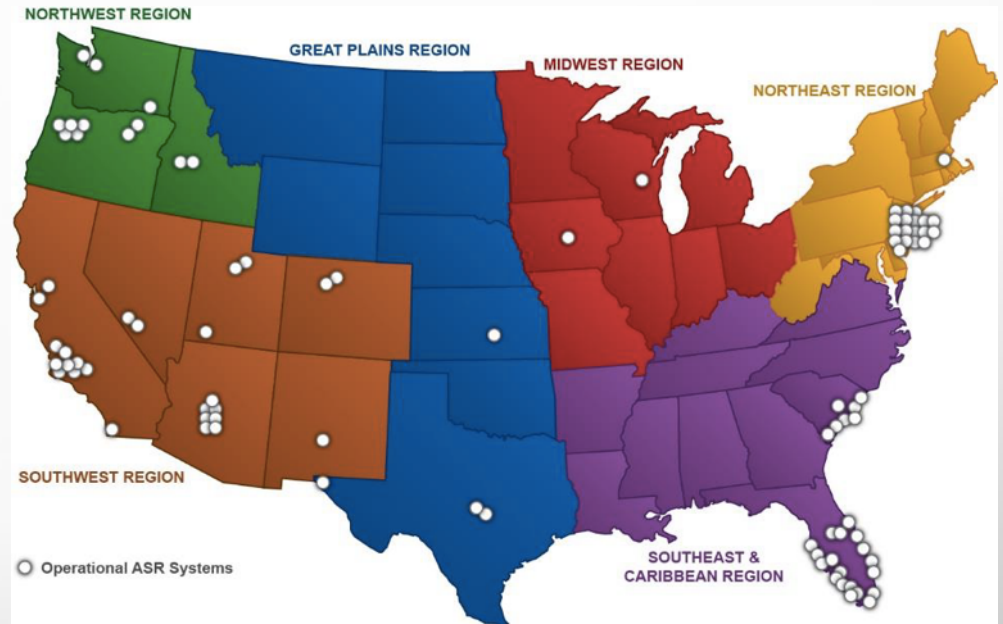 NORTHWEST REGION
GREAT PLAINS REGION
MIDWEST REGION
NORTHEAST REGION
SOUTHWEST REGION
SOUTHEAST &
CARIBBEAN REGION
Operational ASR Systems